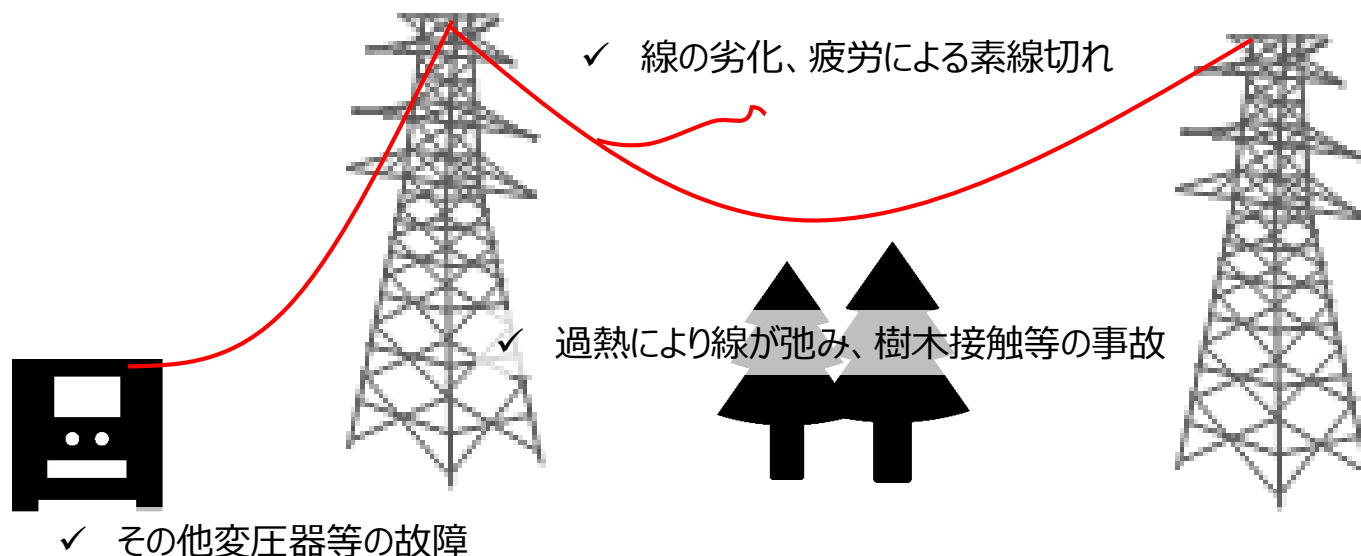 ✓ 線の劣化、疲労による素線切れ
✓ 過熱により線が弛み、樹木接触等の事故
✓ その他変圧器等の故障